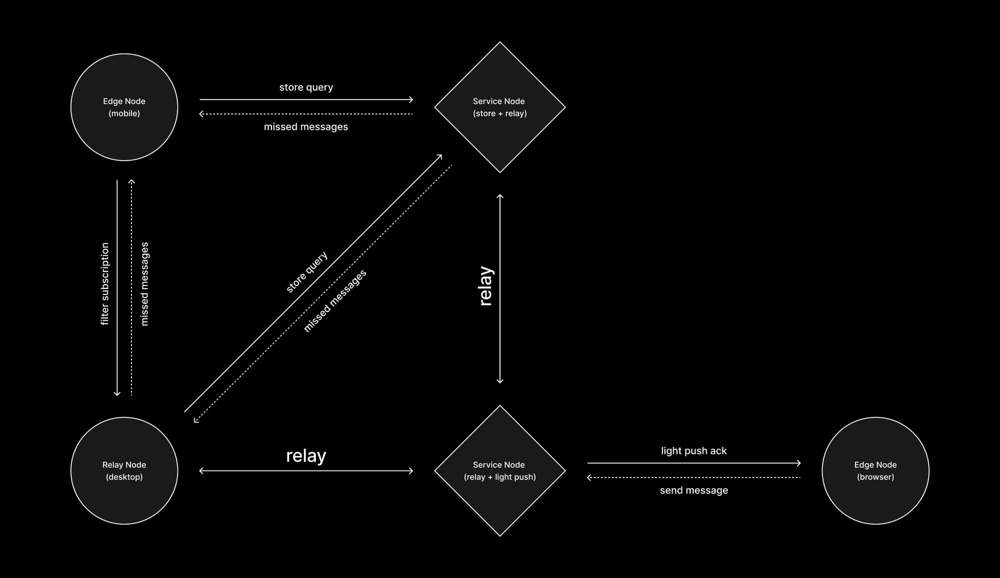 Edge Node
(mobile)
store query
missed messages
Service Node
(store + relay)
filter subscription
missed messages
store query
missed messages
relay
Relay Node
(desktop)
relay
Service Node
(relay + light push)
light push ack
send message
Edge Node
(browser)